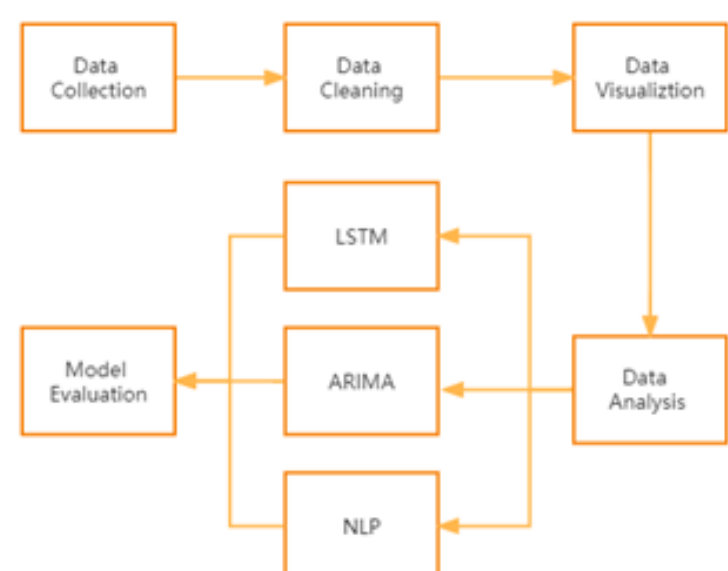 Data
Collection
Data
Cleaning
Data
Visualiztion
LSTM
Model
Evaluation
ARIMA
Data
Analysis
NLP